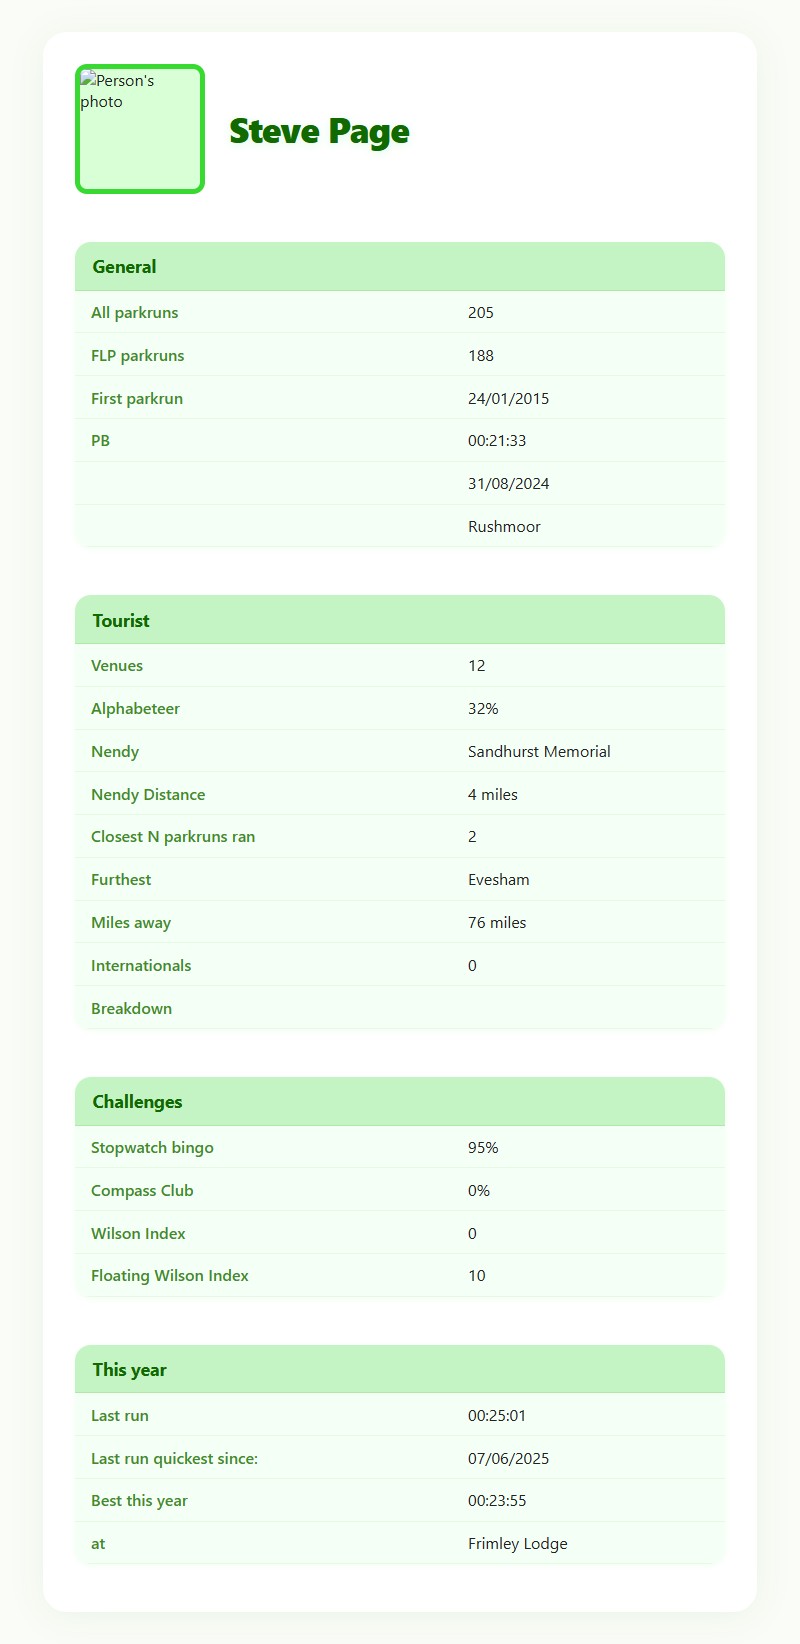 Person's
photo
Steve Page
General
All parkruns 205
FLP parkruns 188
First parkrun 24/01/2015
PB 00:21:33
31/08/2024
Rushmoor
Tourist
Venues 12
Alphabeteer 32%
Nendy Sandhurst Memorial
Nendy Distance 4 miles
Closest N parkruns ran 2
Furthest Evesham
Miles away 76 miles
Internationals 0
Breakdown
Challenges
Stopwatch bingo 95%
Compass Club 0%
Wilson Index 0
Floating Wilson Index 10
This year
Last run 00:25:01
Last run quickest since: 07/06/2025
Best this year 00:23:55
at Frimley Lodge